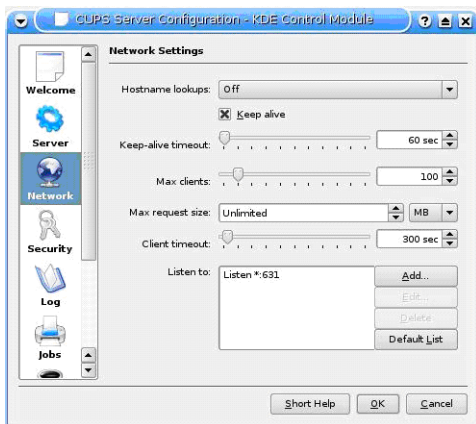 CUPS Server Configuration - KDE Control Module
Network Settings
Welcome
Server
Network
Security
Log
Jobs
Hostname lookups: Off
Keep alive
Keep-alive timeout: 60 sec
Max clients: 100
Max request size: Unlimited MB
Client timeout: 300 sec
Listen to: Listen *:631
Add...
Edit...
Delete
Default List
Short Help OK Cancel